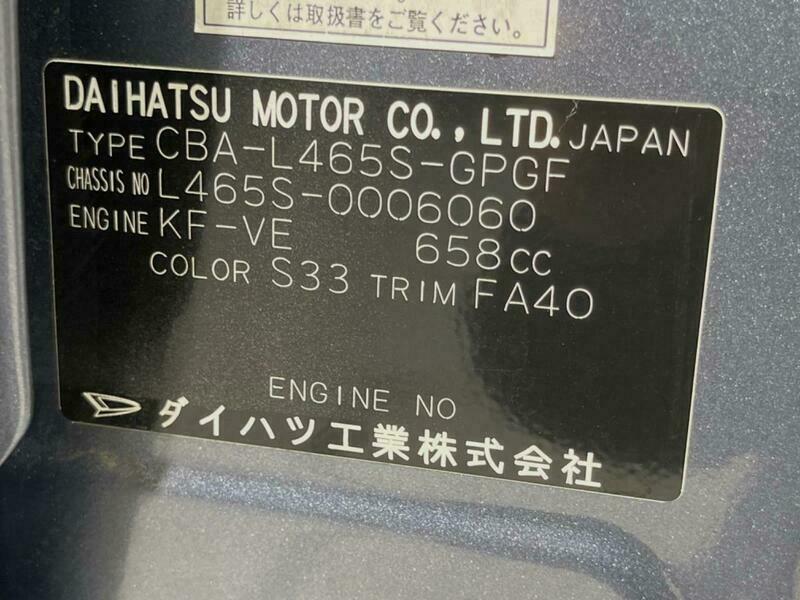 詳しくは取扱書をご覧ください。
DAIHATSU MOTOR CO., LTD. JAPAN
TYPE CBA-L465S-GPGF
CHASSIS NO L465S-0006060
ENGINE KF-VE 658cc
COLOR S33 TRIM FA40
ENGINE NO
ダイハツ工業株式会社